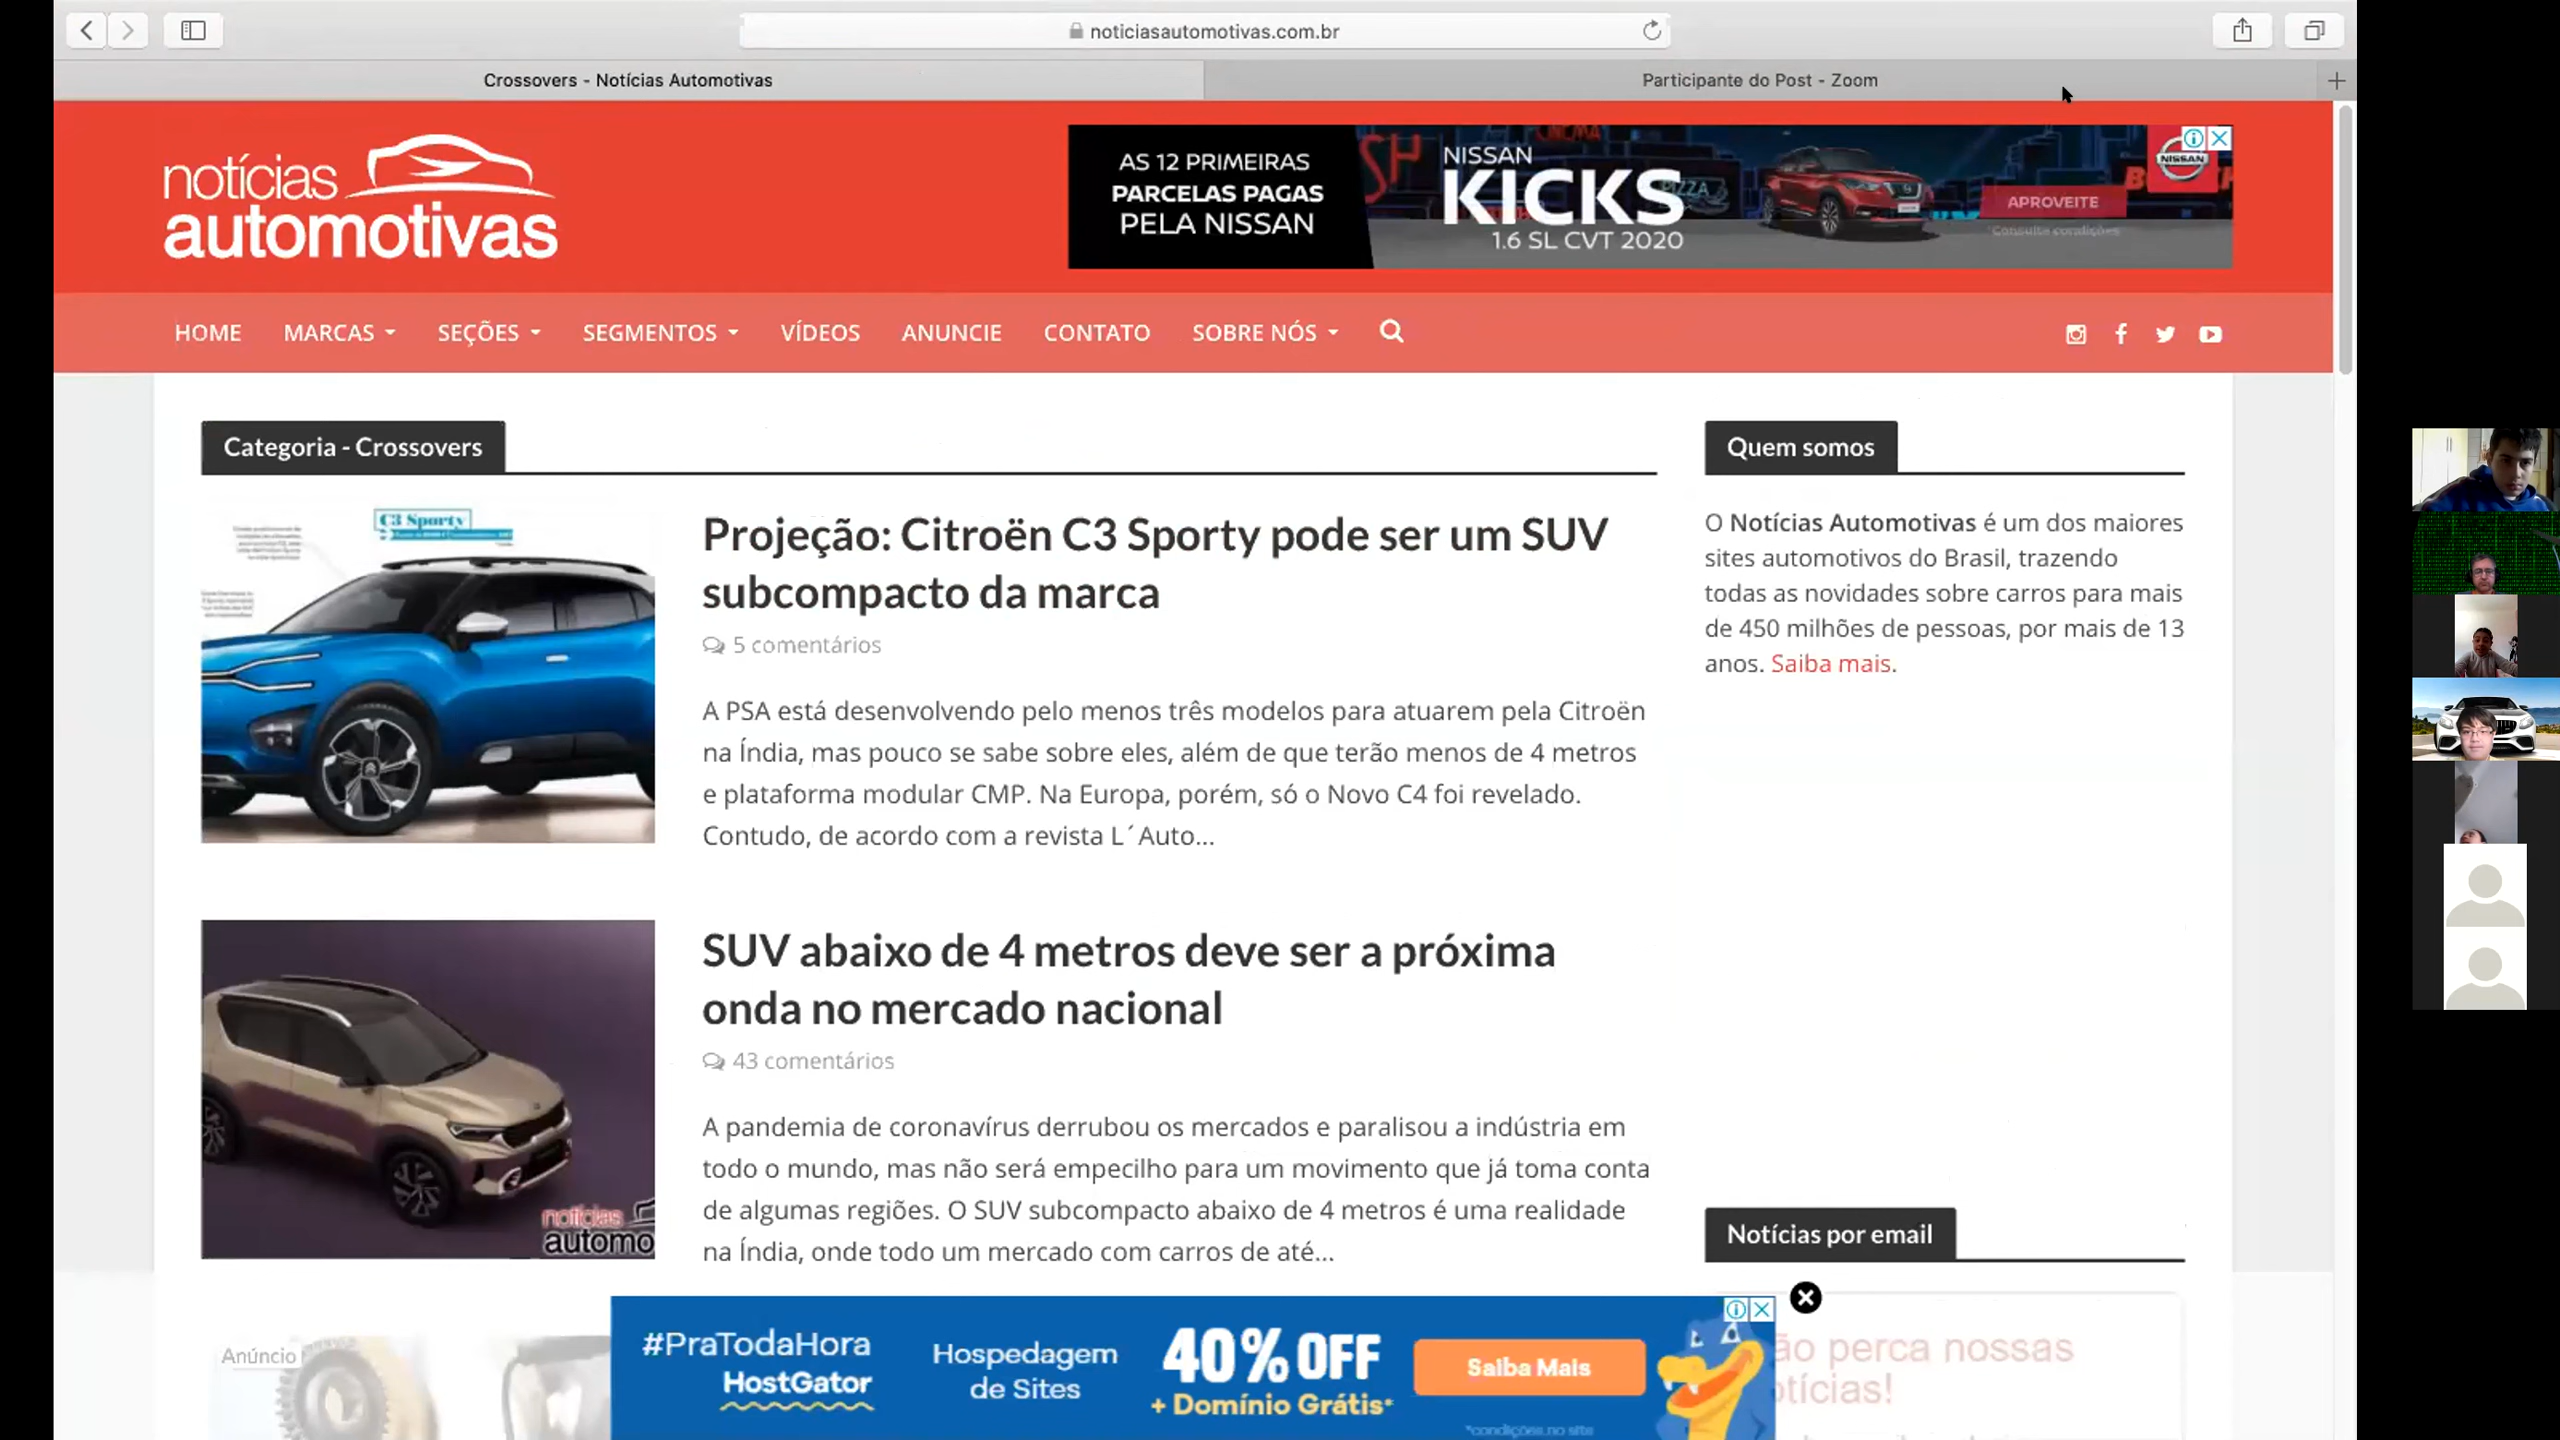 noticiasautomotivas.com.br
Crossovers - Notícias Automotivas
Participante do Post - Zoom
notícias
automotivas
AS 12 PRIMEIRAS
PARCELAS PAGAS
PELA NISSAN
NISSAN
KICKS
1.6 SL CVT 2020
CINEMA
PIZZA
APROVEITE
*Consulte condições
NISSAN
HOME
MARCAS
SEÇÕES
SEGMENTOS
VÍDEOS
ANUNCIE
CONTATO
SOBRE NÓS
Categoria - Crossovers
C3 Sporty
Projeção: Citroën C3 Sporty pode ser um SUV
subcompacto da marca
5 comentários
A PSA está desenvolvendo pelo menos três modelos para atuarem pela Citroën
na Índia, mas pouco se sabe sobre eles, além de que terão menos de 4 metros
e plataforma modular CMP. Na Europa, porém, só o Novo C4 foi revelado.
Contudo, de acordo com a revista L´Auto...
SUV abaixo de 4 metros deve ser a próxima
onda no mercado nacional
43 comentários
A pandemia de coronavírus derrubou os mercados e paralisou a indústria em
todo o mundo, mas não será empecilho para um movimento que já toma conta
de algumas regiões. O SUV subcompacto abaixo de 4 metros é uma realidade
na Índia, onde todo um mercado com carros de até...
notícias
automo
Quem somos
O Notícias Automotivas é um dos maiores
sites automotivos do Brasil, trazendo
todas as novidades sobre carros para mais
de 450 milhões de pessoas, por mais de 13
anos. Saiba mais.
Notícias por email
ão perca nossas
otícias!
Anúncio
#PraTodaHora
HostGator
Hospedagem
de Sites
40% OFF
+ Domínio Grátis*
Saiba Mais
*condições no site